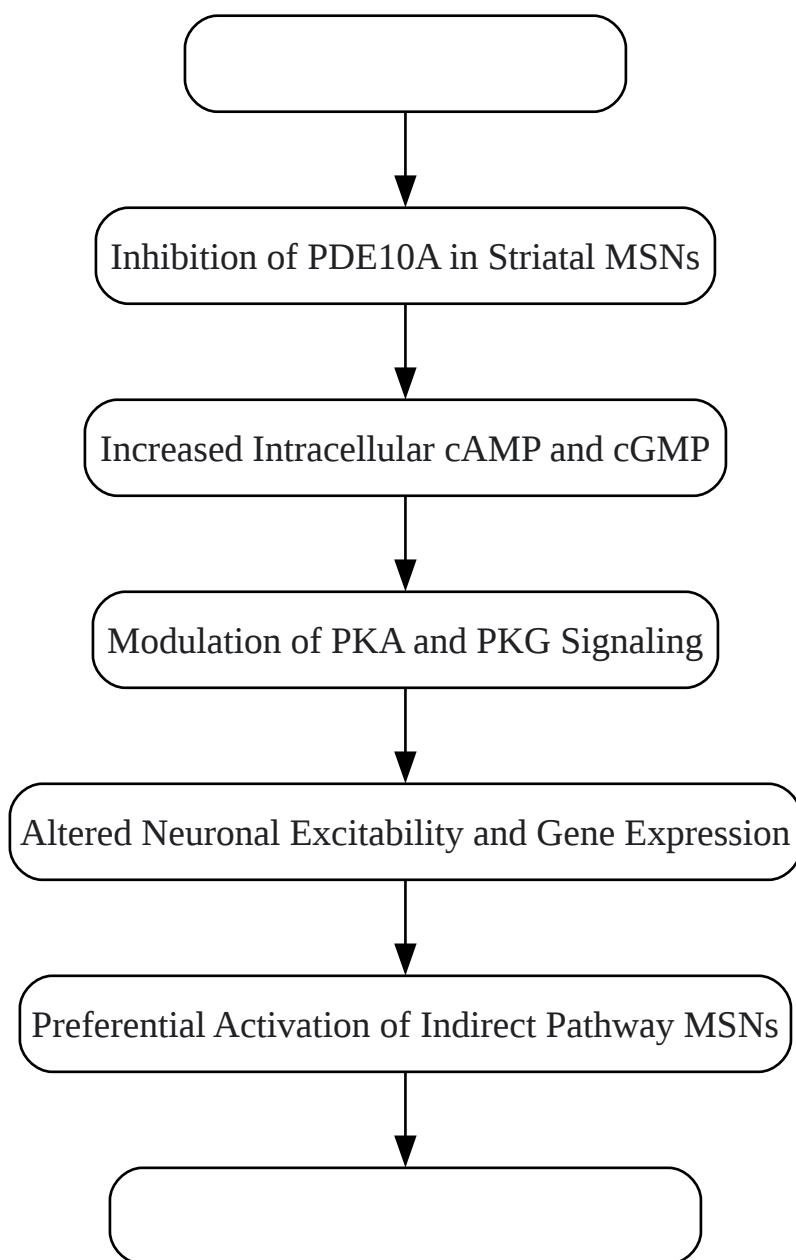 Inhibition of PDE10A in Striatal MSNs
Increased Intracellular cAMP and cGMP
Modulation of PKA and PKG Signaling
Altered Neuronal Excitability and Gene Expression
Preferential Activation of Indirect Pathway MSNs